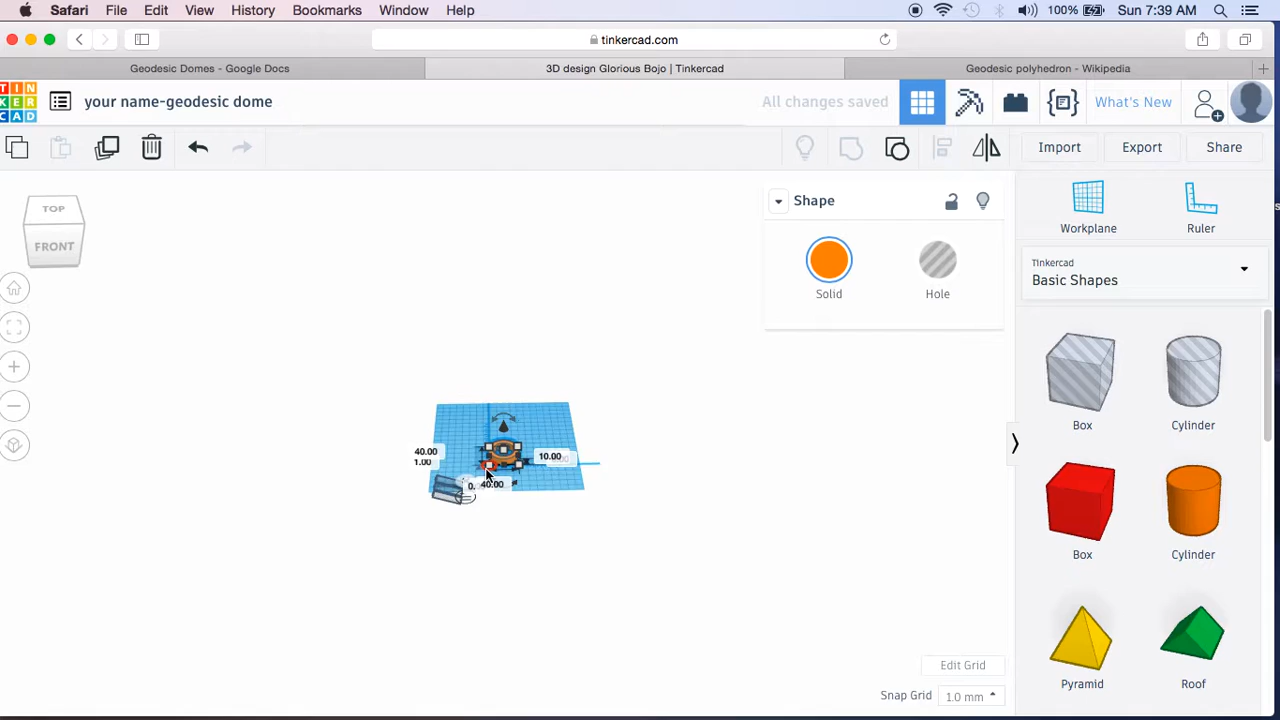 Safari File Edit View History Bookmarks Window Help 100% Sun 7:39 AM
tinkercad.com
Geodesic Domes - Google Docs 3D design Glorious Bojo | Tinkercad Geodesic polyhedron - Wikipedia
TIN
KER
CAD
your name-geodesic dome All changes saved What's New
Import Export Share
TOP
FRONT
Shape
Solid Hole
Workplane Ruler
Tinkercad
Basic Shapes
Box Cylinder
Box Cylinder
Pyramid Roof
40.00
1.00
10.00
0.
40.00
Edit Grid
Snap Grid 1.0 mm